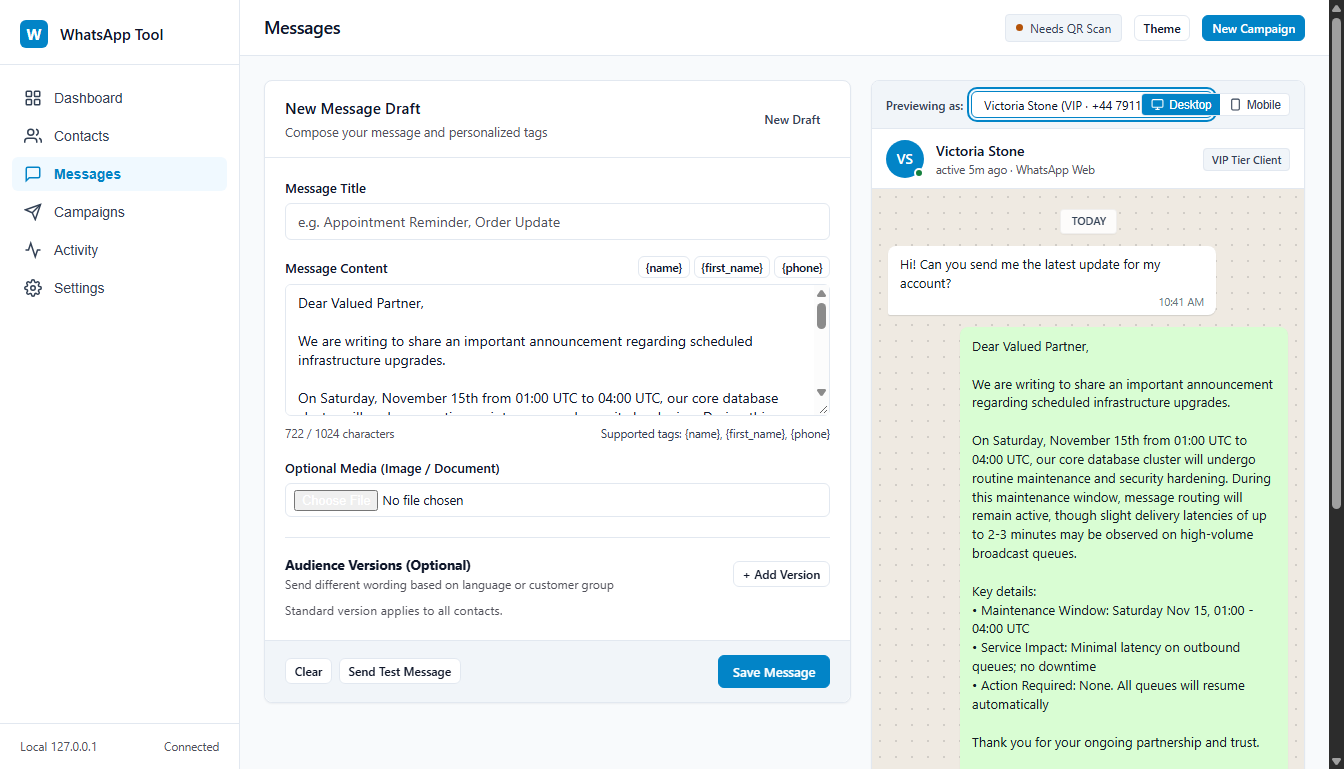 W WhatsApp Tool
Dashboard
Contacts
Messages
Campaigns
Activity
Settings
Local 127.0.0.1 Connected
Messages
Needs QR Scan
Theme
New Campaign
New Message Draft
Compose your message and personalized tags
New Draft
Message Title
e.g. Appointment Reminder, Order Update
Message Content
{name} {first_name} {phone}
Dear Valued Partner,
We are writing to share an important announcement regarding scheduled
infrastructure upgrades.
On Saturday, November 15th from 01:00 UTC to 04:00 UTC, our core database
722 / 1024 characters
Supported tags: {name}, {first_name}, {phone}
Optional Media (Image / Document)
Choose File No file chosen
Audience Versions (Optional)
Send different wording based on language or customer group
+ Add Version
Standard version applies to all contacts.
Clear
Send Test Message
Save Message
Previewing as:
Victoria Stone (VIP · +44 7911
Desktop
Mobile
VS
Victoria Stone
active 5m ago · WhatsApp Web
VIP Tier Client
TODAY
Hi! Can you send me the latest update for my
account?
10:41 AM
Dear Valued Partner,
We are writing to share an important announcement
regarding scheduled infrastructure upgrades.
On Saturday, November 15th from 01:00 UTC to
04:00 UTC, our core database cluster will undergo
routine maintenance and security hardening. During
this maintenance window, message routing will
remain active, though slight delivery latencies of up
to 2-3 minutes may be observed on high-volume
broadcast queues.
Key details:
• Maintenance Window: Saturday Nov 15, 01:00 -
04:00 UTC
• Service Impact: Minimal latency on outbound
queues; no downtime
• Action Required: None. All queues will resume
automatically
Thank you for your ongoing partnership and trust.